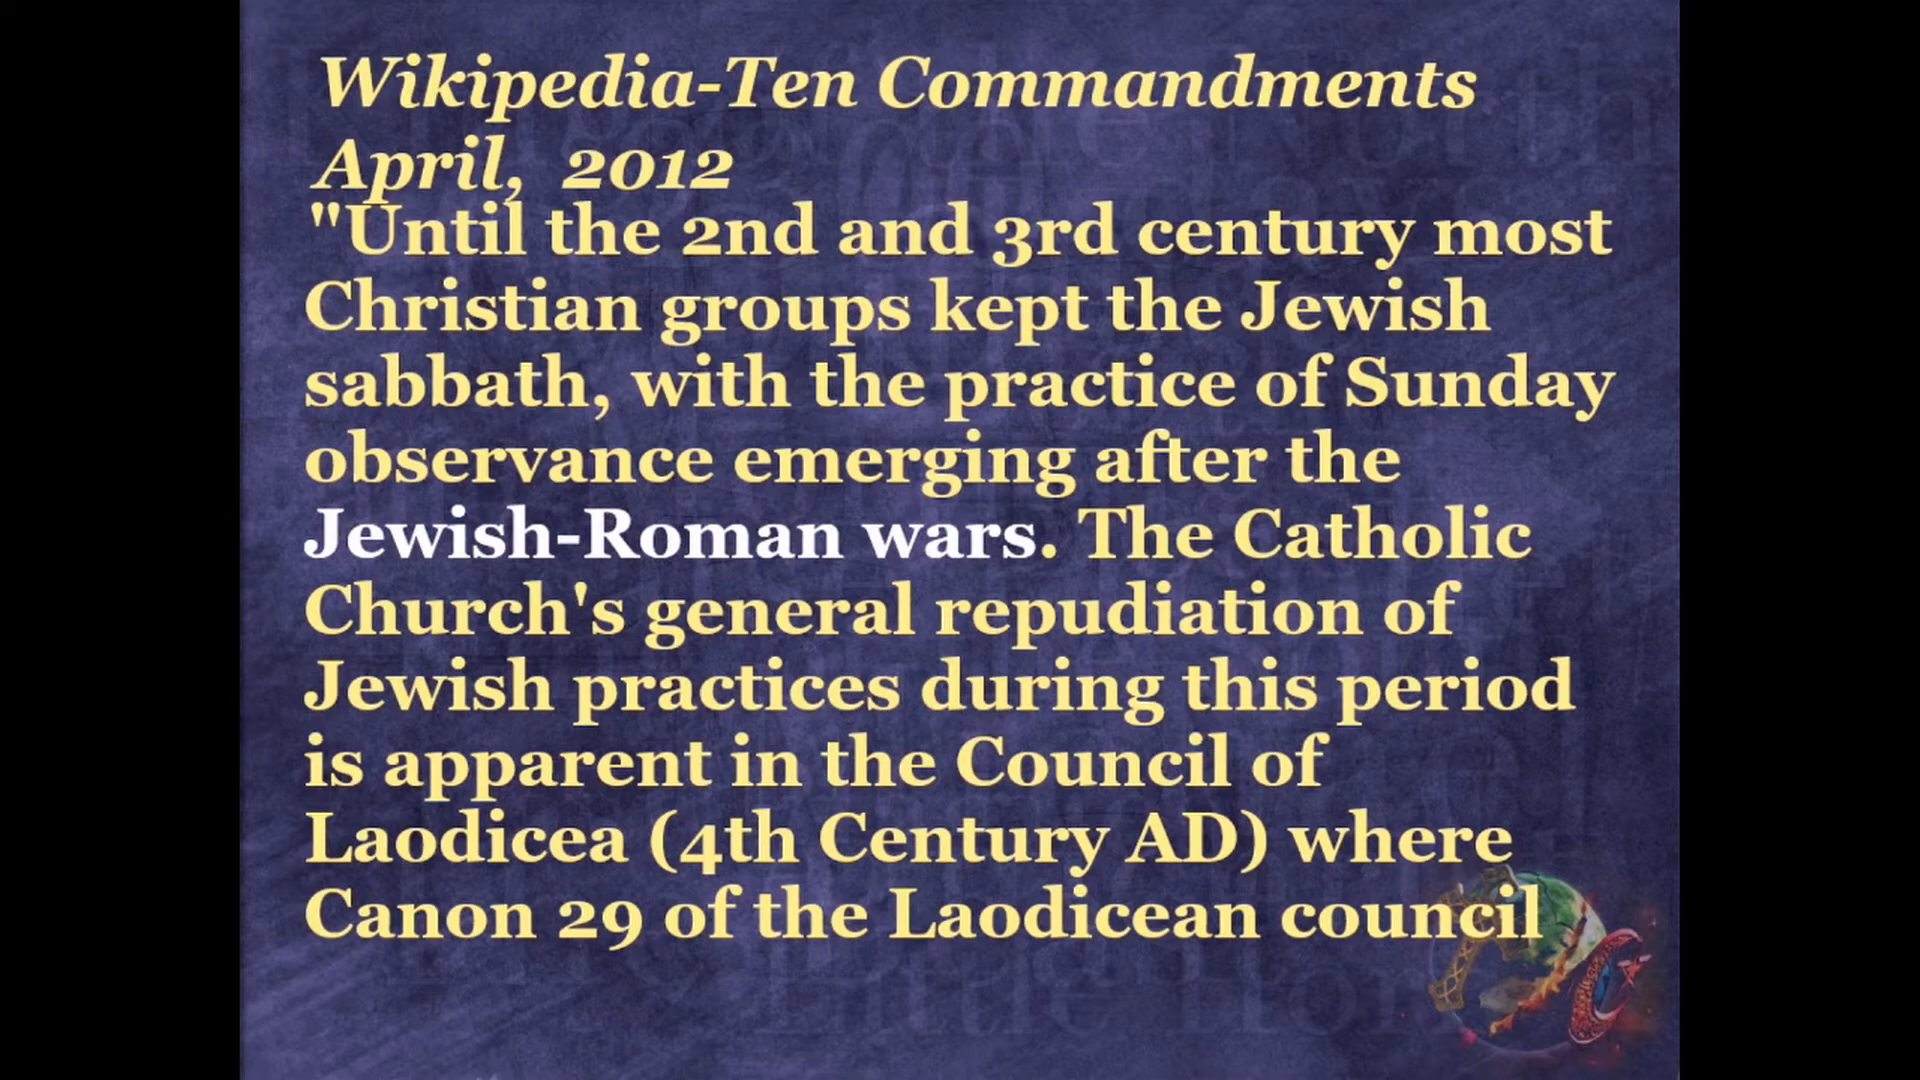 Wikipedia-Ten Commandments
April, 2012
"Until the 2nd and 3rd century most
Christian groups kept the Jewish
sabbath, with the practice of Sunday
observance emerging after the
Jewish-Roman wars. The Catholic
Church's general repudiation of
Jewish practices during this period
is apparent in the Council of
Laodicea (4th Century AD) where
Canon 29 of the Laodicean council